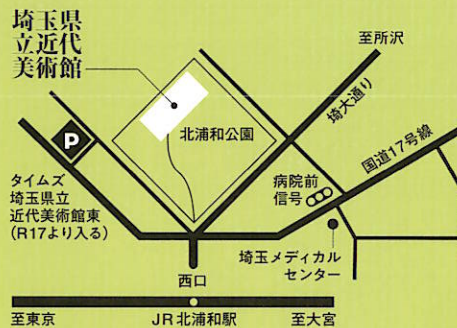 埼玉県
立近代
美術館
至所沢
埼大通り
北浦和公園
国道17号線
P
タイムズ
埼玉県立
近代美術館東
(R17より入る)
病院前
信号
埼玉メディカル
センター
西口
至東京
JR北浦和駅
至大宮